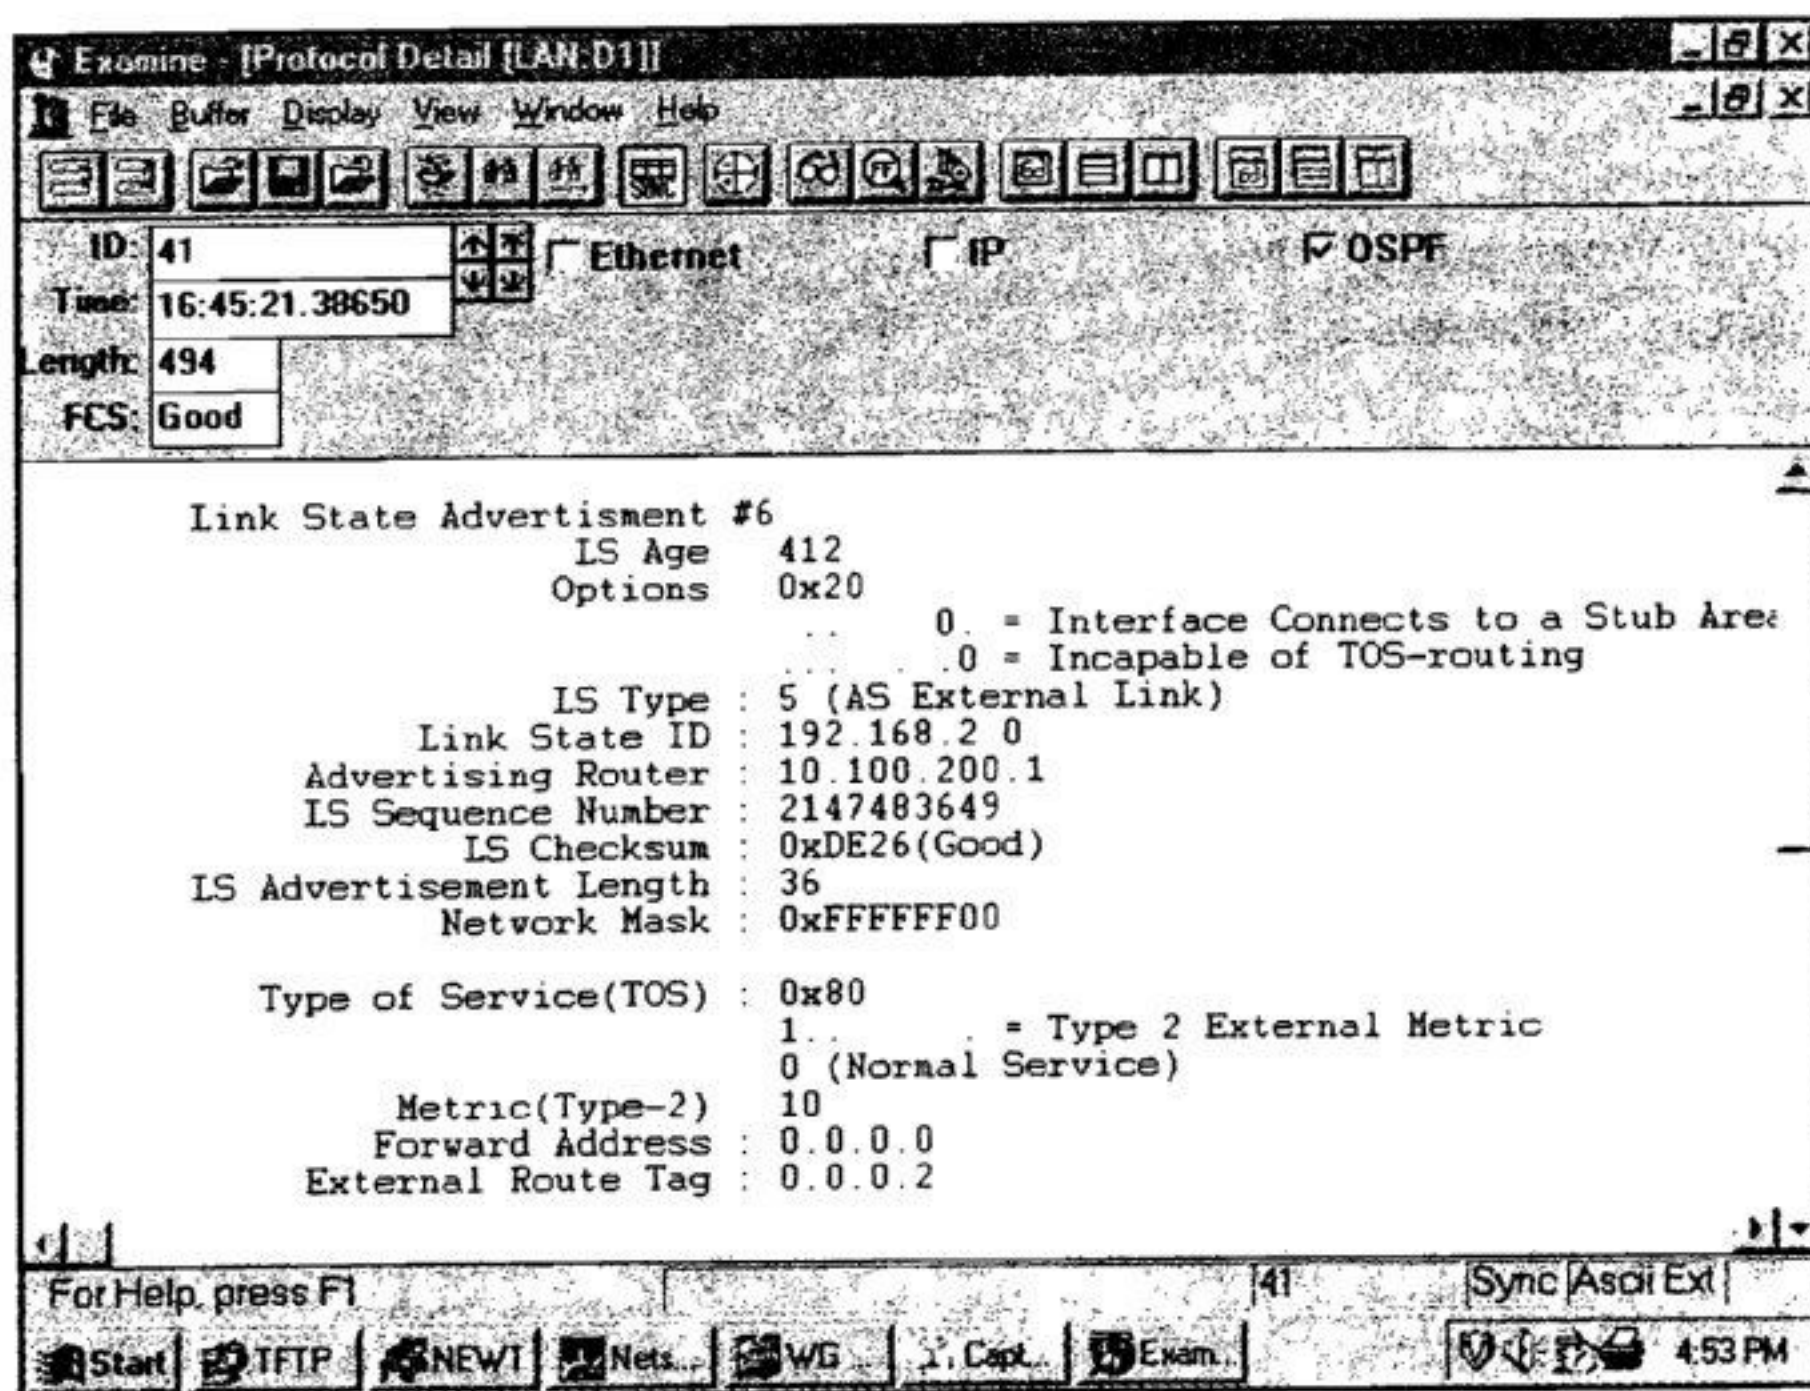 Examine - [Protocol Detail [LAN:D1]]
File Buffer Display View Window Help
SYNC
ID: 41
Ethernet
IP
OSPF
Time: 16:45:21.38650
Length: 494
FCS: Good
Link State Advertisment #6
LS Age 412
Options 0x20
.. 0. = Interface Connects to a Stub Area
... . .0 = Incapable of TOS-routing
LS Type : 5 (AS External Link)
Link State ID : 192.168.2 0
Advertising Router : 10.100.200.1
LS Sequence Number : 2147483649
LS Checksum : 0xDE26(Good)
LS Advertisement Length : 36
Network Mask : 0xFFFFFF00
Type of Service(TOS) : 0x80
1.. . = Type 2 External Metric
0 (Normal Service)
Metric(Type-2) 10
Forward Address : 0.0.0.0
External Route Tag : 0.0.0.2
For Help, press F1
41
Sync Ascii Ext
Start TFTP NEWT Nets... WG ... Capt... Exam... 4:53 PM